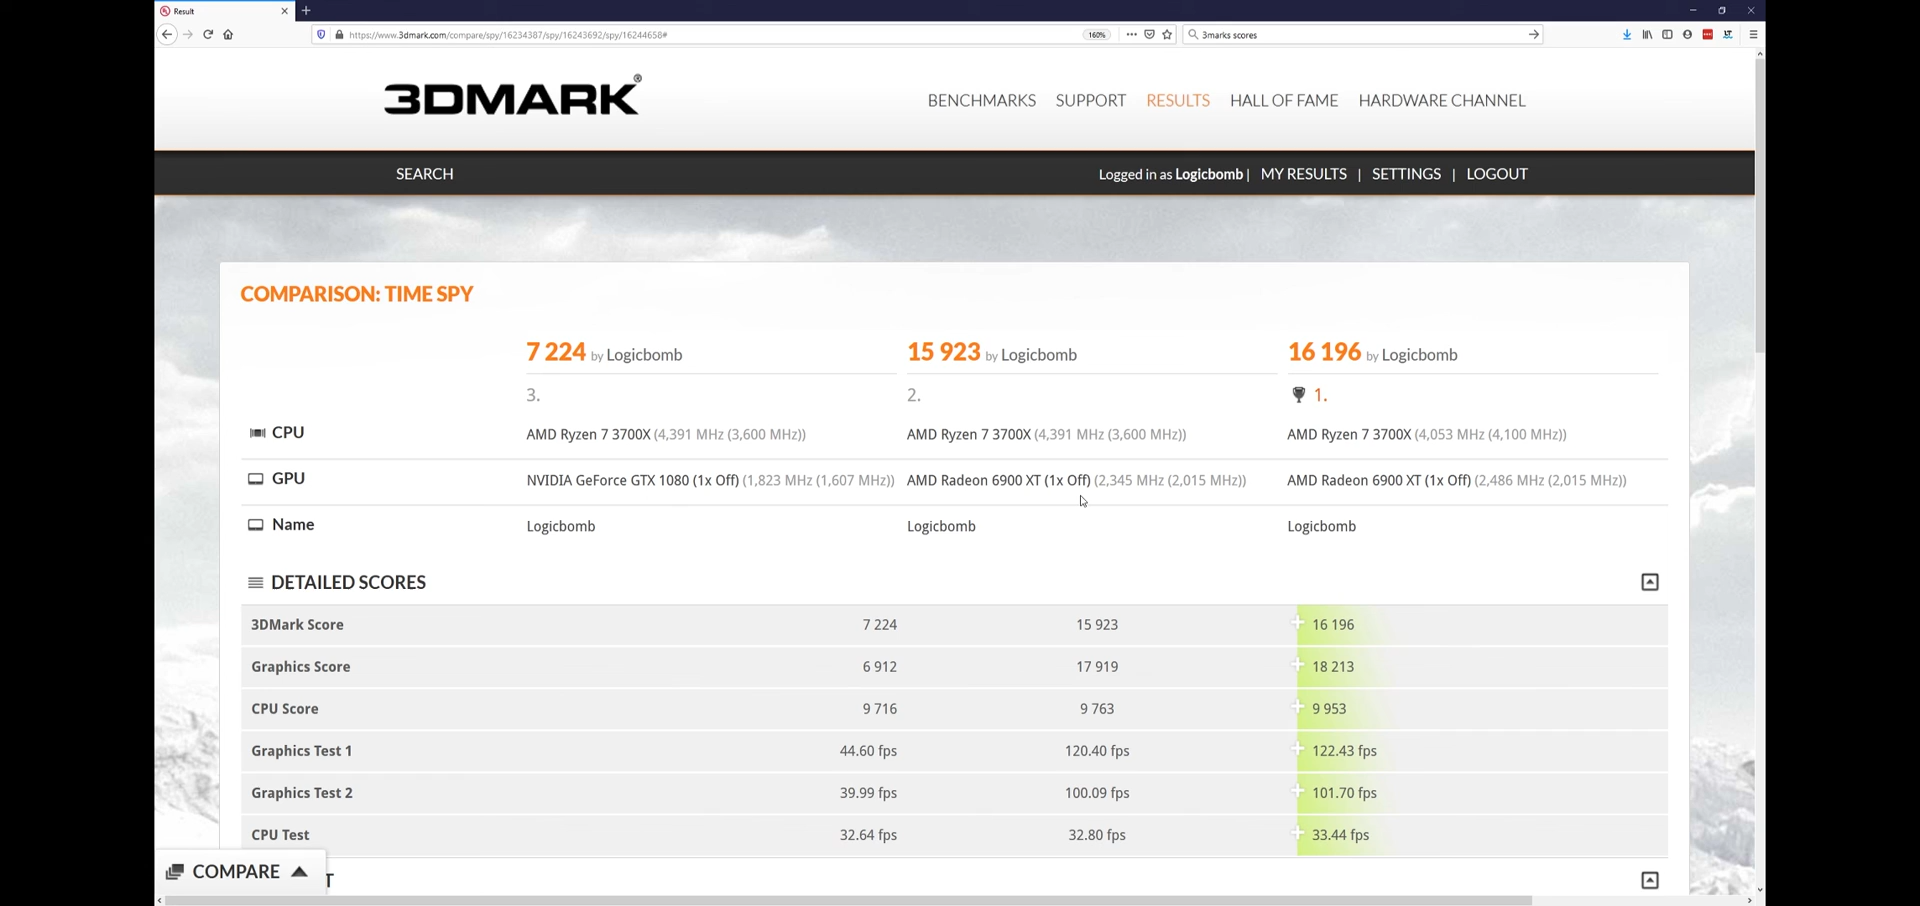 Result
https://www.3dmark.com/compare/spy/16234387/spy/16243692/spy/16244658#
160%
3marks scores
3DMARK®
BENCHMARKS SUPPORT RESULTS HALL OF FAME HARDWARE CHANNEL
SEARCH
Logged in as Logicbomb | MY RESULTS | SETTINGS | LOGOUT
COMPARISON: TIME SPY
7 224 by Logicbomb 15 923 by Logicbomb 16 196 by Logicbomb
3. 2. 1.
CPU AMD Ryzen 7 3700X (4,391 MHz (3,600 MHz)) AMD Ryzen 7 3700X (4,391 MHz (3,600 MHz)) AMD Ryzen 7 3700X (4,053 MHz (4,100 MHz))
GPU NVIDIA GeForce GTX 1080 (1x Off) (1,823 MHz (1,607 MHz)) AMD Radeon 6900 XT (1x Off) (2,345 MHz (2,015 MHz)) AMD Radeon 6900 XT (1x Off) (2,486 MHz (2,015 MHz))
Name Logicbomb Logicbomb Logicbomb
DETAILED SCORES
3DMark Score 7 224 15 923 16 196
Graphics Score 6 912 17 919 18 213
CPU Score 9 716 9 763 9 953
Graphics Test 1 44.60 fps 120.40 fps 122.43 fps
Graphics Test 2 39.99 fps 100.09 fps 101.70 fps
CPU Test 32.64 fps 32.80 fps 33.44 fps
COMPARE
T